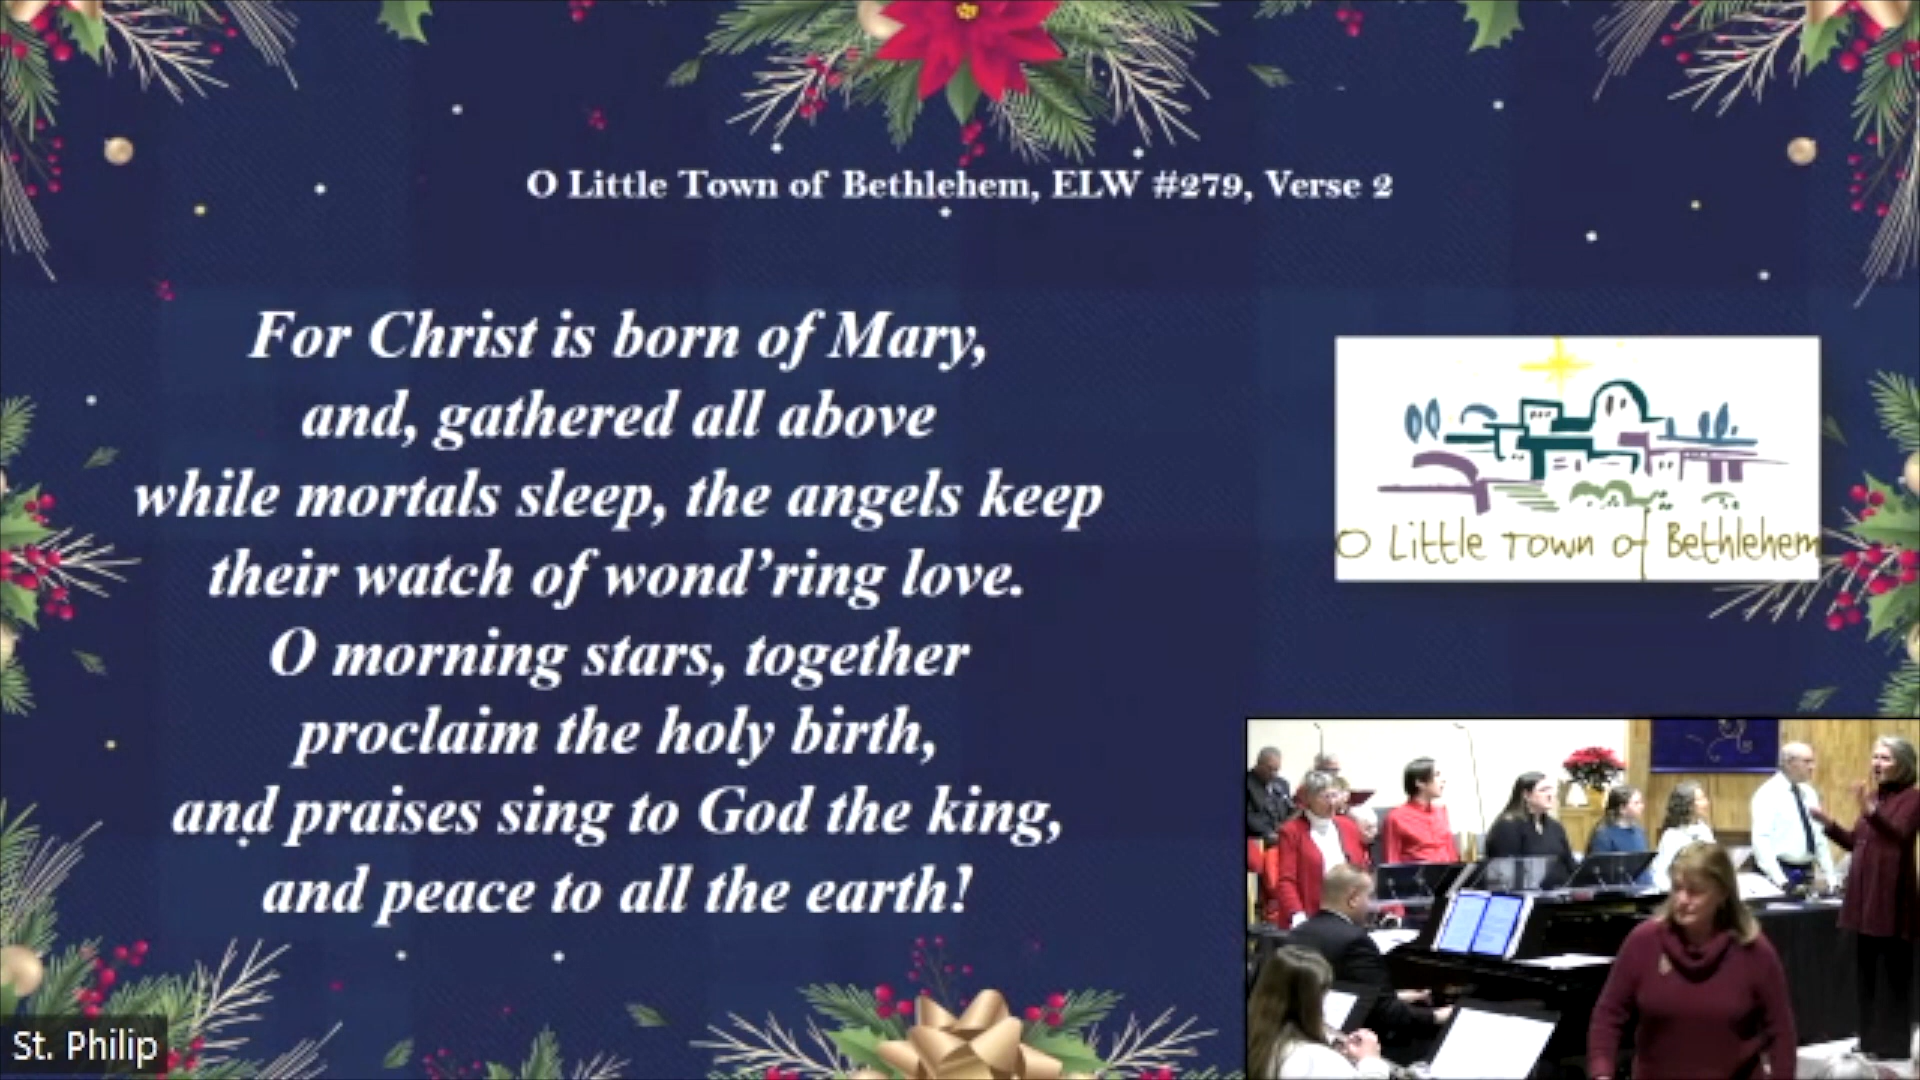 O Little Town of Bethlehem, ELW #279, Verse 2
For Christ is born of Mary,
and, gathered all above
while mortals sleep, the angels keep
their watch of wond’ring love.
O morning stars, together
proclaim the holy birth,
and praises sing to God the king,
and peace to all the earth!
O Little Town of Bethlehem
St. Philip